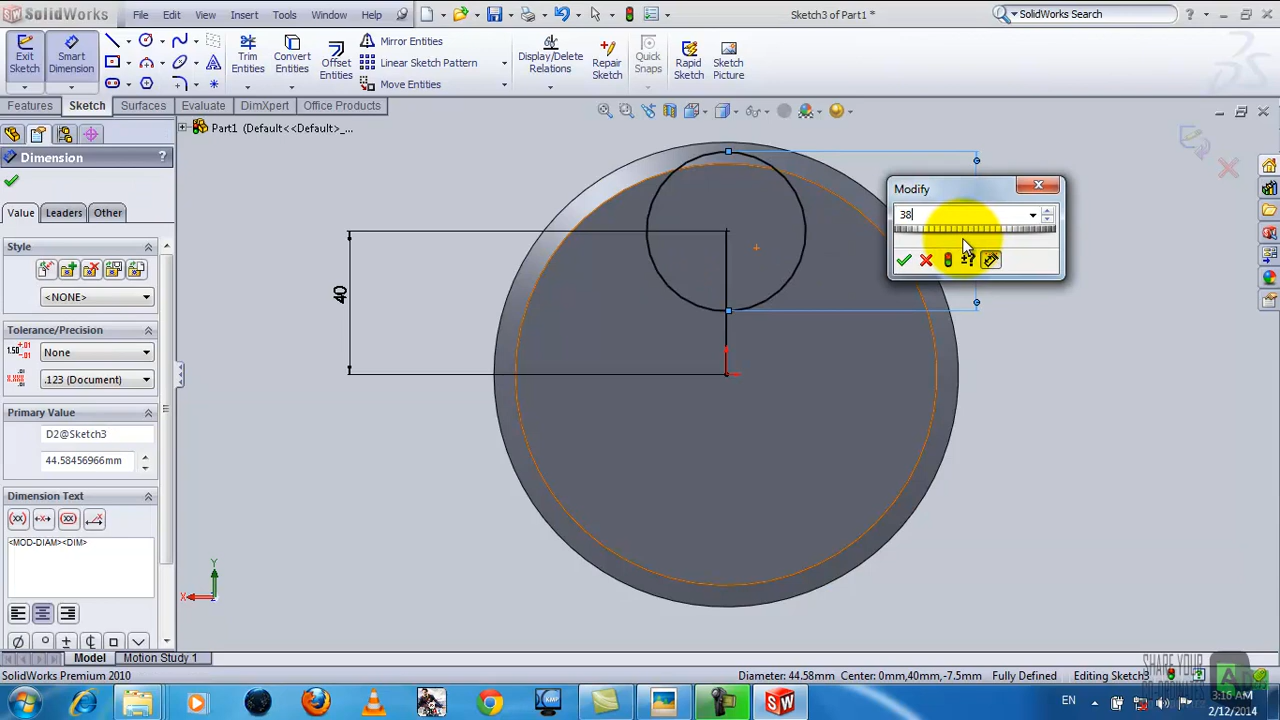 SolidWorks
File
Edit
View
Insert
Tools
Window
Help
Sketch3 of Part1 *
SolidWorks Search
Exit
Sketch
Smart
Dimension
Trim
Entities
Convert
Entities
Offset
Entities
Mirror Entities
Linear Sketch Pattern
Move Entities
Display/Delete
Relations
Repair
Sketch
Quick
Snaps
Rapid
Sketch
Sketch
Picture
Features
Sketch
Surfaces
Evaluate
DimXpert
Office Products
Part1 (Default<<Default>_...
Dimension
?
Value
Leaders
Other
Style
<NONE>
Tolerance/Precision
None
.123 (Document)
Primary Value
D2@Sketch3
44.58456966mm
Dimension Text
<MOD-DIAM><DIM>
40
Modify
38
X
Y
Model
Motion Study 1
SolidWorks Premium 2010
Diameter: 44.58mm
Center: 0mm,40mm,-7.5mm
Fully Defined
Editing Sketch3
SHARE YOUR
EN
3:16 AM
2/12/2014